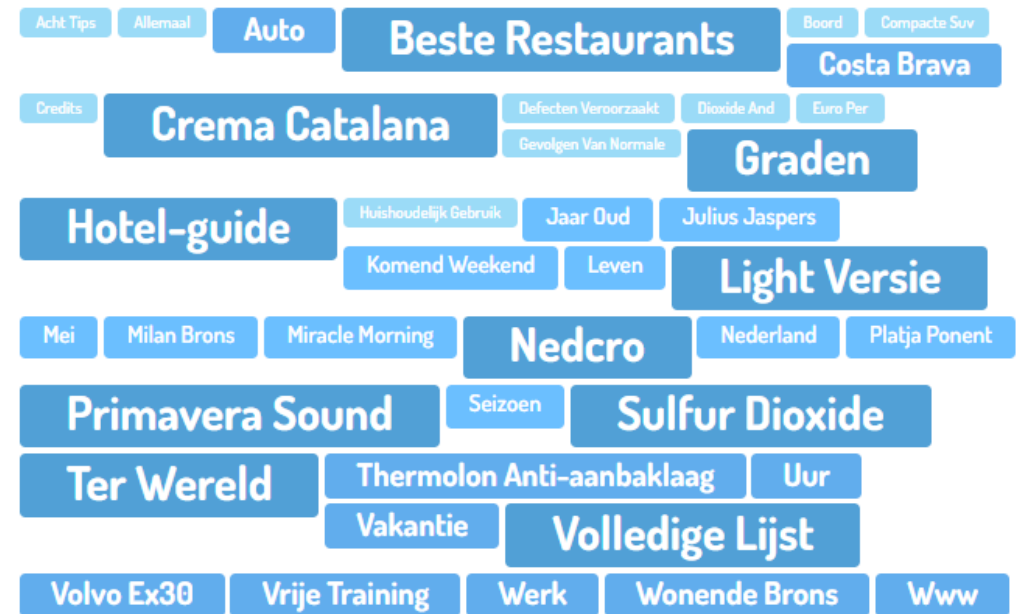 Acht Tips Allemaal Auto Beste Restaurants Boord Compacte Suv
Costa Brava
Credits Crema Catalana Defecten Veroorzaakt Dioxide And Euro Per
Gevolgen Van Normale Graden
Hotel-guide Huishoudelijk Gebruik Jaar Oud Julius Jaspers
Komend Weekend Leven Light Versie
Mei Milan Brons Miracle Morning Nedcro Nederland Platja Ponent
Primavera Sound Seizoen Sulfur Dioxide
Ter Wereld Thermolon Anti-aanbaklaag Uur
Vakantie Volledige Lijst
Volvo Ex30 Vrije Training Werk Wonende Brons Www